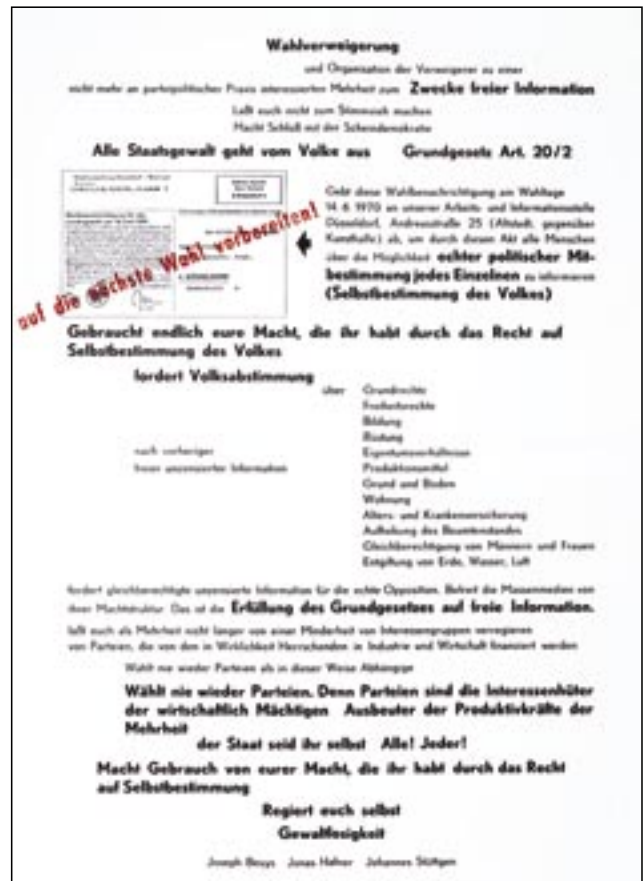 Wahlverweigerung
und Organisation der Verweigerer zu einer
nicht mehr an parteipolitischer Praxis interessierten Mehrheit zum Zwecke freier Information
Laßt euch nicht zum Stimmvieh machen
Macht Schluß mit der Scheindemokratie
Alle Staatsgewalt geht vom Volke aus Grundgesetz Art. 20/2
Gebt diese Wahlbenachrichtigung am Wahltage
14. 6. 1970 an unserer Arbeits- und Informationsstelle
Düsseldorf, Andreasstraße 25 (Altstadt, gegenüber
Kunsthalle) ab, um durch diesen Akt alle Menschen
über die Möglichkeit echter politischer Mit-
bestimmung jedes Einzelnen zu informieren
(Selbstbestimmung des Volkes)
auf die nächste Wahl vorbereiten!
Gebraucht endlich eure Macht, die ihr habt durch das Recht auf
Selbstbestimmung des Volkes
fordert Volksabstimmung
über Grundrechte
Freiheitsrechte
Bildung
Rüstung
nach vorheriger Eigentumsverhältnisse
freier unzensierter Information Produktionsmittel
Grund und Boden
Wohnung
Alters- und Krankenversicherung
Aufhebung des Beamtenstandes
Gleichberechtigung von Männern und Frauen
Entgiftung von Erde, Wasser, Luft
fordert gleichberechtigte unzensierte Information für die echte Opposition. Befreit die Massenmedien von
ihrer Machtstruktur. Das ist die Erfüllung des Grundgesetzes auf freie Information.
laßt euch als Mehrheit nicht länger von einer Minderheit von Interessengruppen verregieren
von Parteien, die von den in Wirklichkeit Herrschenden in Industrie und Wirtschaft finanziert werden
Wählt nie wieder Parteien als in dieser Weise Abhängige
Wählt nie wieder Parteien. Denn Parteien sind die Interessenhüter
der wirtschaftlich Mächtigen Ausbeuter der Produktivkräfte der
Mehrheit
der Staat seid ihr selbst Alle! Jeder!
Macht Gebrauch von eurer Macht, die ihr habt durch das Recht
auf Selbstbestimmung
Regiert euch selbst
Gewaltlosigkeit
Joseph Beuys Jonas Hafner Johannes Stüttgen